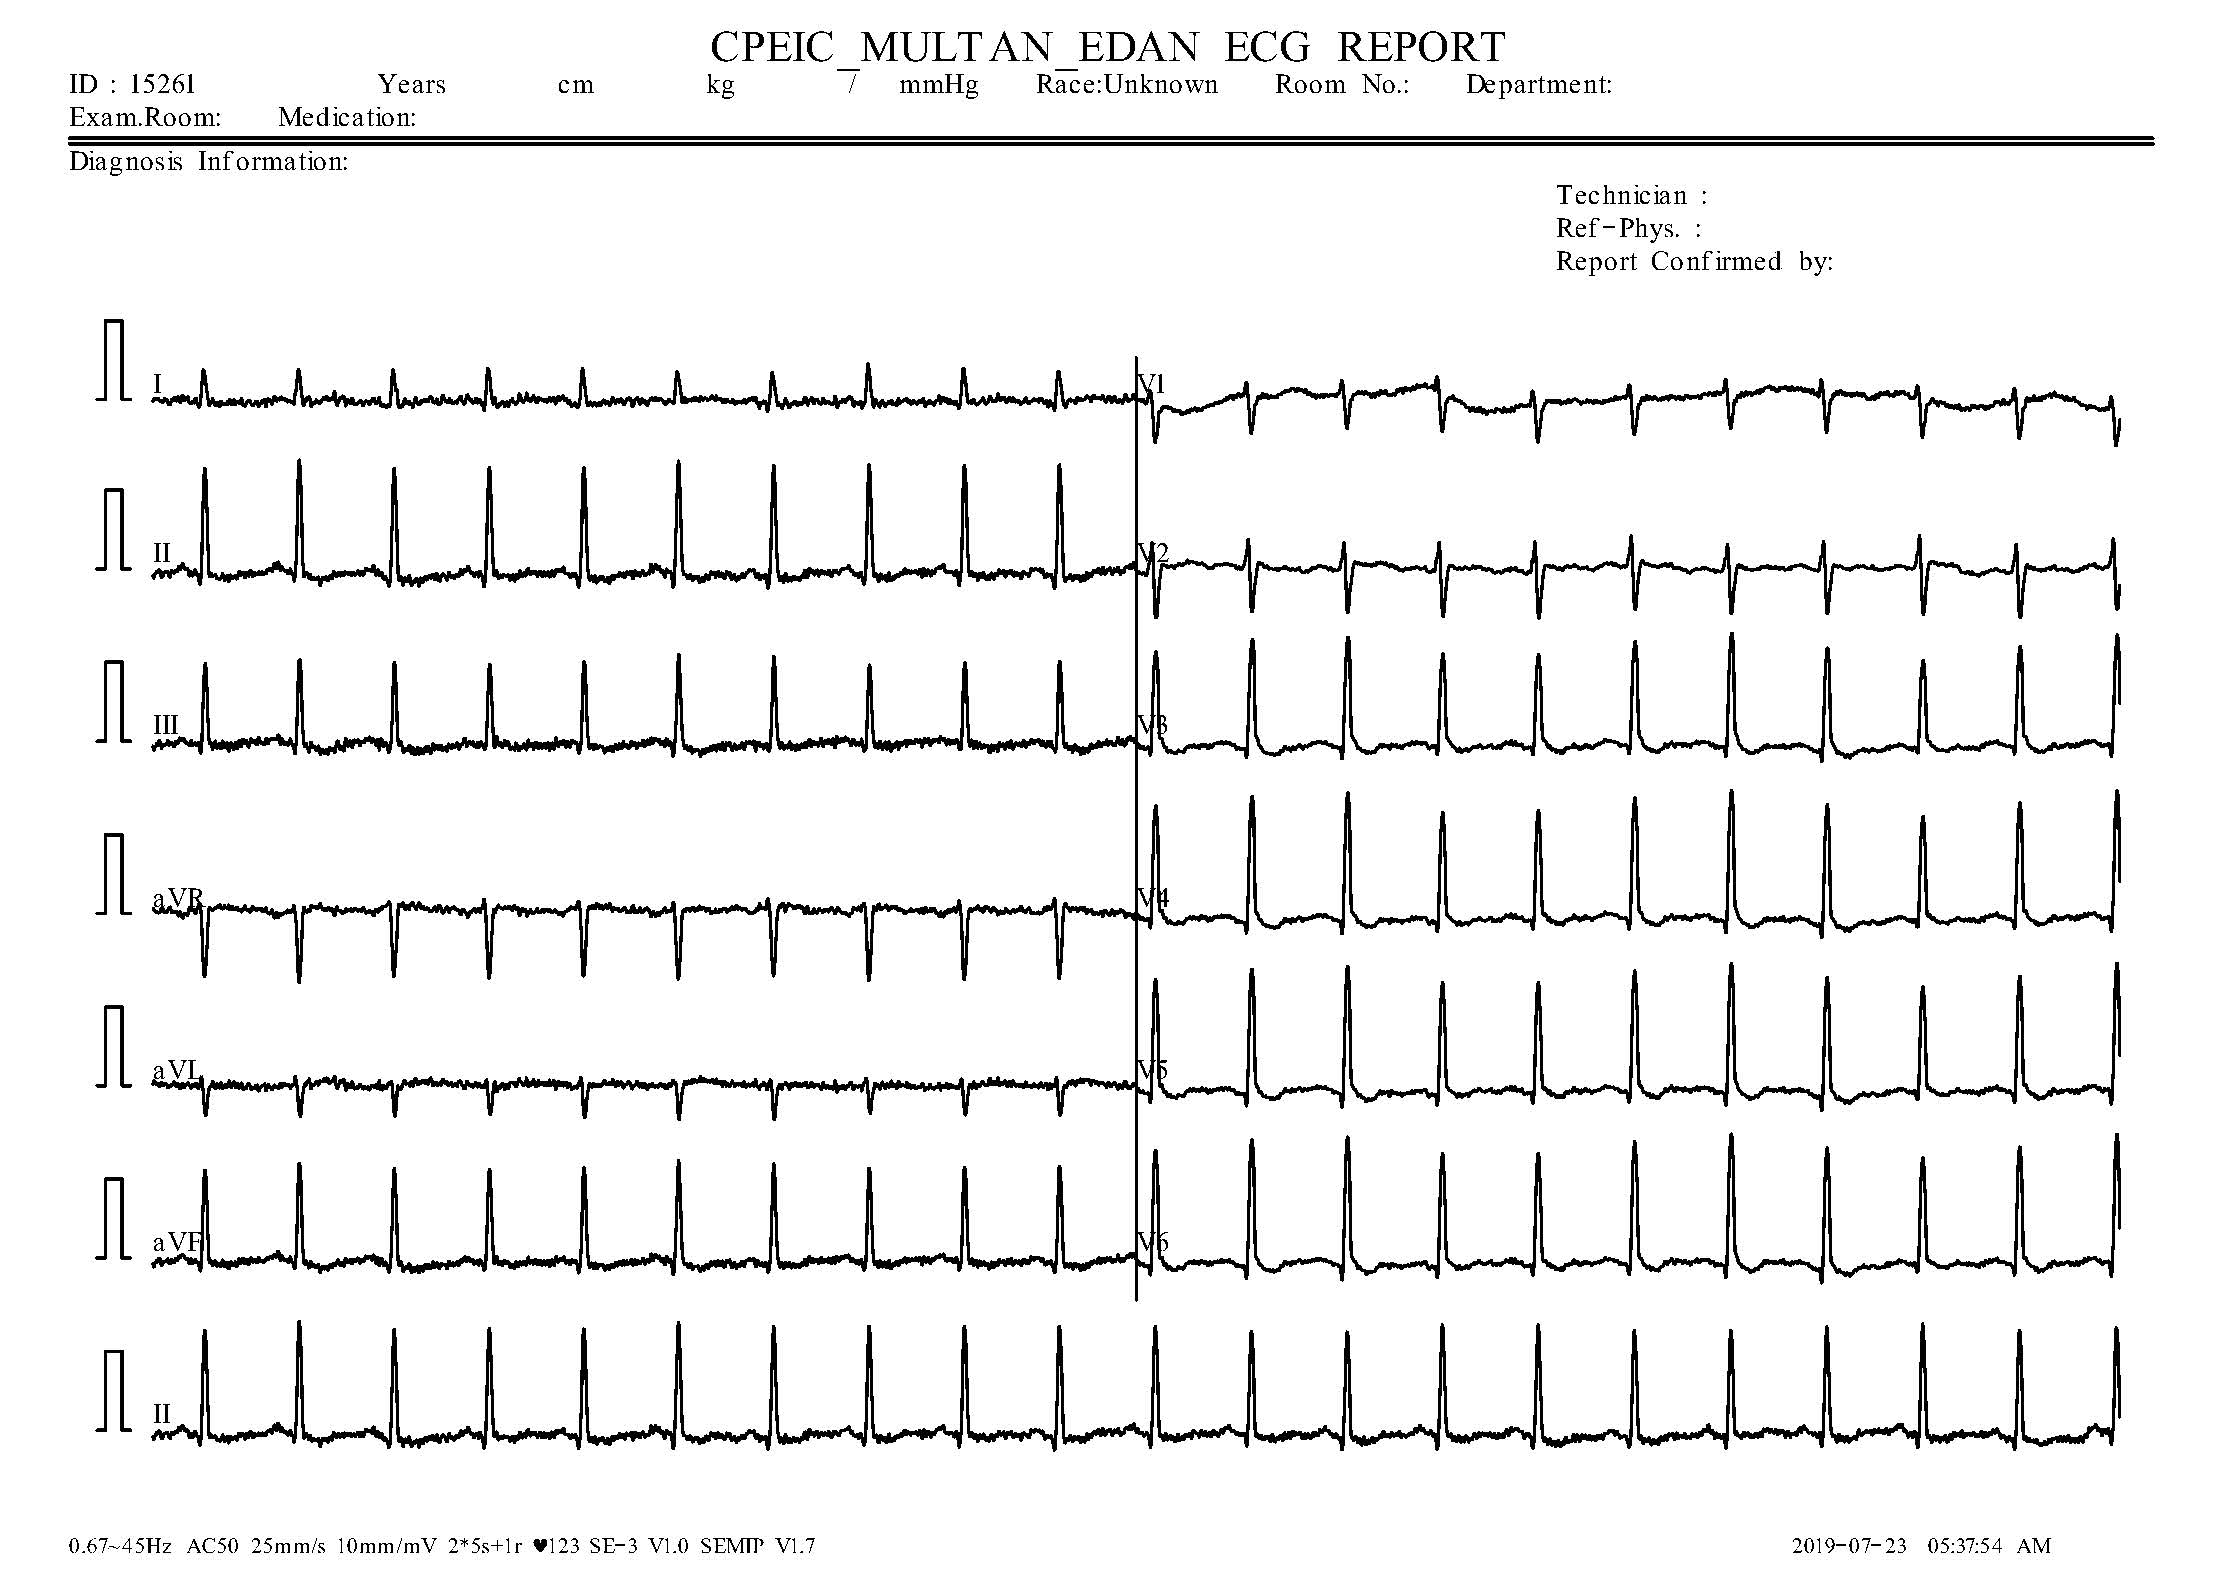 CPEIC_MULTAN_EDAN ECG REPORT
ID : 15261 Years cm kg / mmHg Race:Unknown Room No.: Department:
Exam.Room: Medication:
Diagnosis Information:
Technician :
Ref-Phys. :
Report Confirmed by:
I V1
II V2
III V3
aVR V4
aVL V5
aVF V6
II
0.67~45Hz AC50 25mm/s 10mm/mV 2*5s+1r ♥123 SE-3 V1.0 SEMIP V1.7 2019-07-23 05:37:54 AM